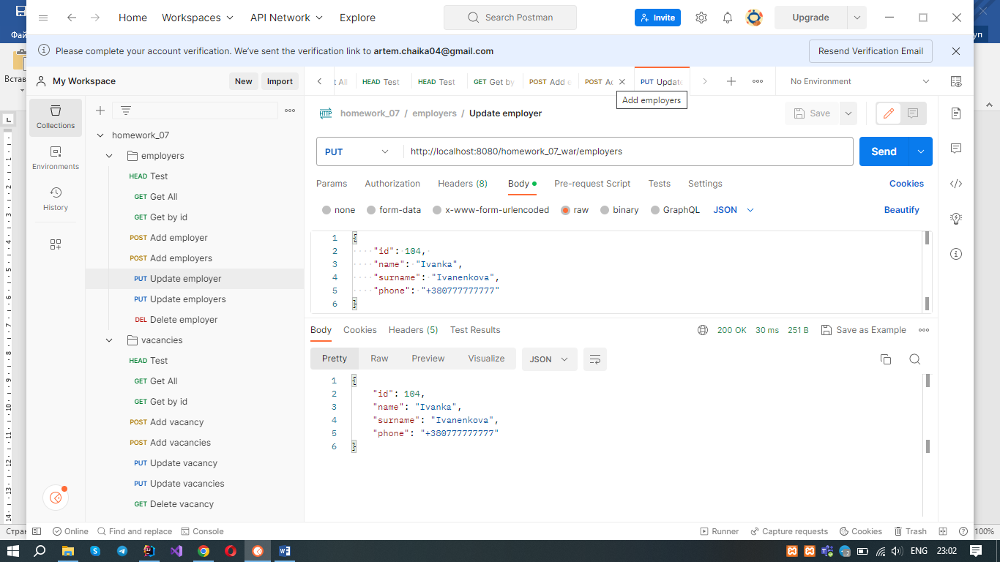 Home Workspaces API Network Explore Search Postman Invite Upgrade
Фай
Please complete your account verification. We've sent the verification link to artem.chaika04@gmail.com Resend Verification Email
уп
Встав
My Workspace New Import
t All HEAD Test HEAD Test GET Get by POST Add e POST Ac PUT Update No Environment
Add employers
homework_07 / employers / Update employer Save
Collections
Environments
History
homework_07
employers
HEAD Test
GET Get All
GET Get by id
POST Add employer
POST Add employers
PUT Update employer
PUT Update employers
DEL Delete employer
vacancies
HEAD Test
GET Get All
GET Get by id
POST Add vacancy
POST Add vacancies
PUT Update vacancy
PUT Update vacancies
GET Delete vacancy
PUT http://localhost:8080/homework_07_war/employers Send
Params Authorization Headers (8) Body Pre-request Script Tests Settings Cookies
none form-data x-www-form-urlencoded raw binary GraphQL JSON Beautify
1 {
2 "id": 104,
3 "name": "Ivanka",
4 "surname": "Ivanenkova",
5 "phone": "+380777777777"
6 }
Body Cookies Headers (5) Test Results 200 OK 30 ms 251 B Save as Example
Pretty Raw Preview Visualize JSON
1 {
2 "id": 104,
3 "name": "Ivanka",
4 "surname": "Ivanenkova",
5 "phone": "+380777777777"
6 }
Стран
Online Find and replace Console Runner Capture requests Cookies Trash 100%
ENG 23:02